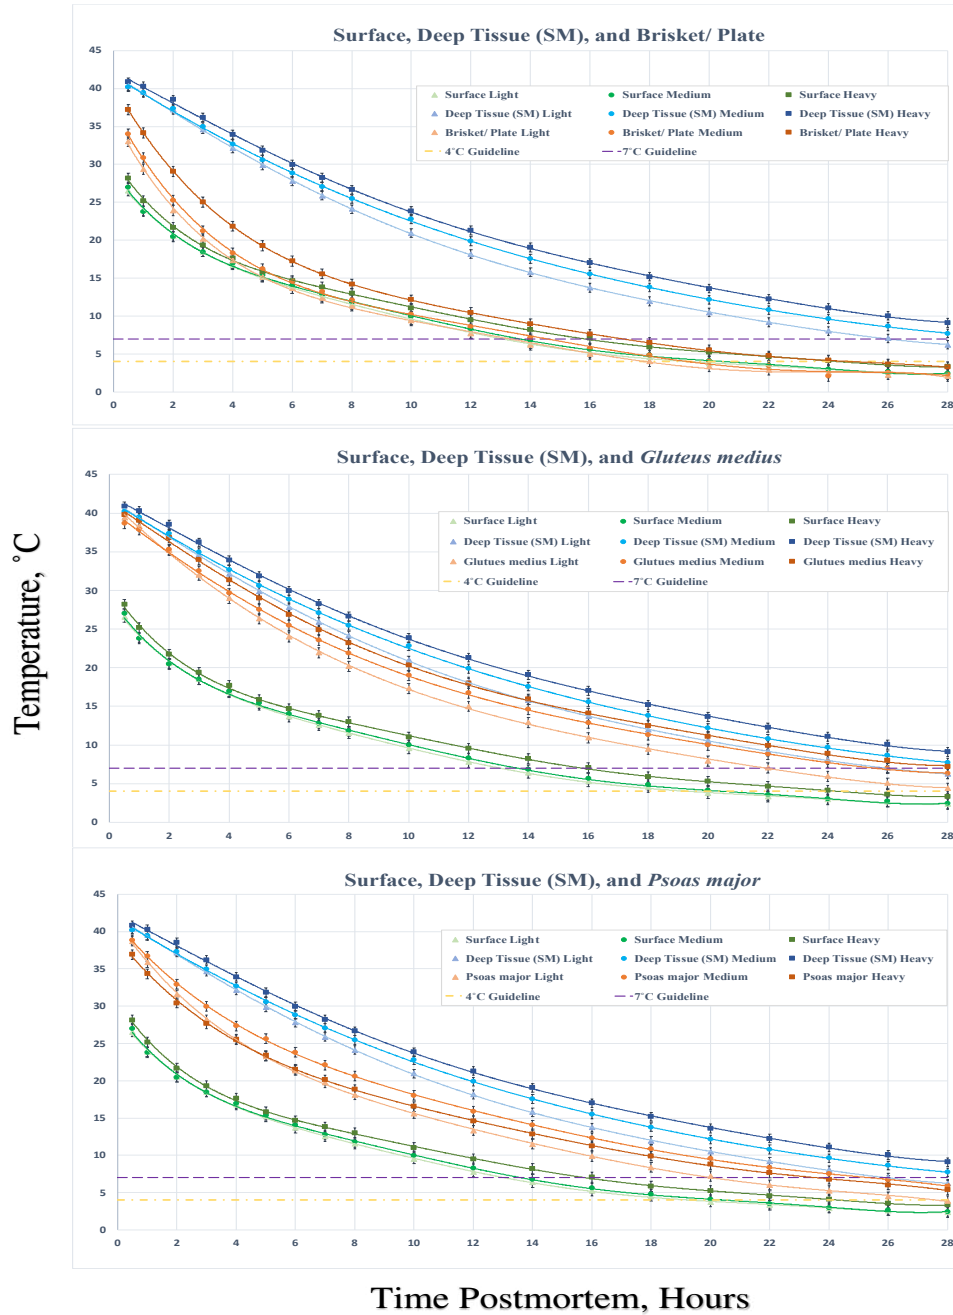 Surface, Deep Tissue (SM), and Brisket/ Plate
45
40
35
30
25
20
15
10
5
0
Surface Light Surface Medium Surface Heavy
Deep Tissue (SM) Light Deep Tissue (SM) Medium Deep Tissue (SM) Heavy
Brisket/ Plate Light Brisket/ Plate Medium Brisket/ Plate Heavy
4˚C Guideline ~7˚C Guideline
0 2 4 6 8 10 12 14 16 18 20 22 24 26 28
Surface, Deep Tissue (SM), and Gluteus medius
45
40
35
30
25
20
15
10
5
0
Surface Light Surface Medium Surface Heavy
Deep Tissue (SM) Light Deep Tissue (SM) Medium Deep Tissue (SM) Heavy
Glutues medius Light Glutues medius Medium Glutues medius Heavy
4˚C Guideline ~7˚C Guideline
0 2 4 6 8 10 12 14 16 18 20 22 24 26 28
Temperature, ˚C
Surface, Deep Tissue (SM), and Psoas major
45
40
35
30
25
20
15
10
5
0
Surface Light Surface Medium Surface Heavy
Deep Tissue (SM) Light Deep Tissue (SM) Medium Deep Tissue (SM) Heavy
Psoas major Light Psoas major Medium Psoas major Heavy
4˚C Guideline ~7˚C Guideline
0 2 4 6 8 10 12 14 16 18 20 22 24 26 28
Time Postmortem, Hours